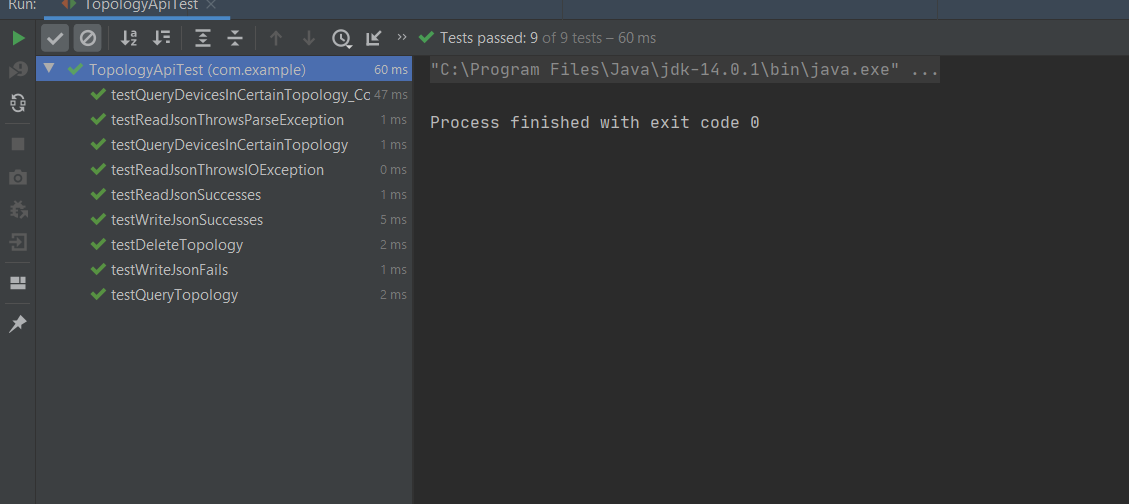 Run: TopologyApiTest
Tests passed: 9 of 9 tests – 60 ms
TopologyApiTest (com.example) 60 ms
testQueryDevicesInCertainTopology_Co 47 ms
testReadJsonThrowsParseException 1 ms
testQueryDevicesInCertainTopology 1 ms
testReadJsonThrowsIOException 0 ms
testReadJsonSuccesses 1 ms
testWriteJsonSuccesses 5 ms
testDeleteTopology 2 ms
testWriteJsonFails 1 ms
testQueryTopology 2 ms
"C:\Program Files\Java\jdk-14.0.1\bin\java.exe" ...
Process finished with exit code 0